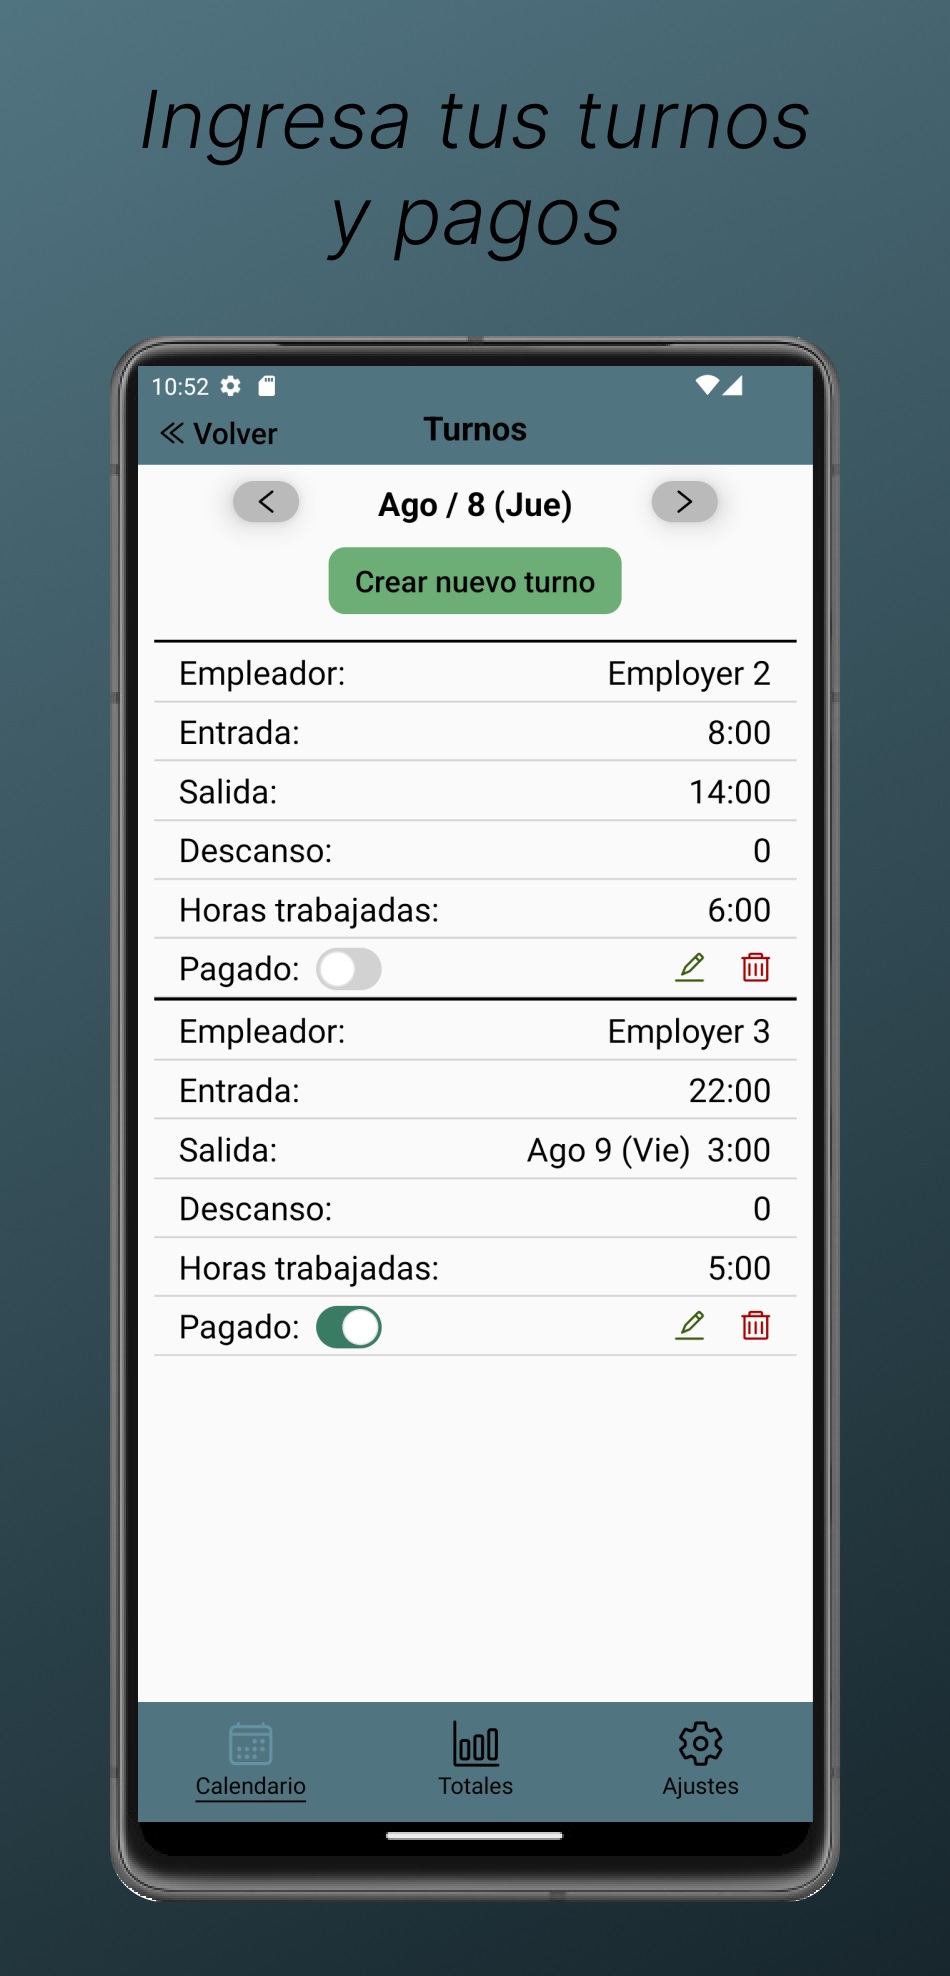 Ingresa tus turnos
y pagos
10:52
Volver
Turnos
Ago / 8 (Jue)
Crear nuevo turno
Empleador: Employer 2
Entrada: 8:00
Salida: 14:00
Descanso: 0
Horas trabajadas: 6:00
Pagado:
Empleador: Employer 3
Entrada: 22:00
Salida: Ago 9 (Vie) 3:00
Descanso: 0
Horas trabajadas: 5:00
Pagado:
Calendario Totales Ajustes